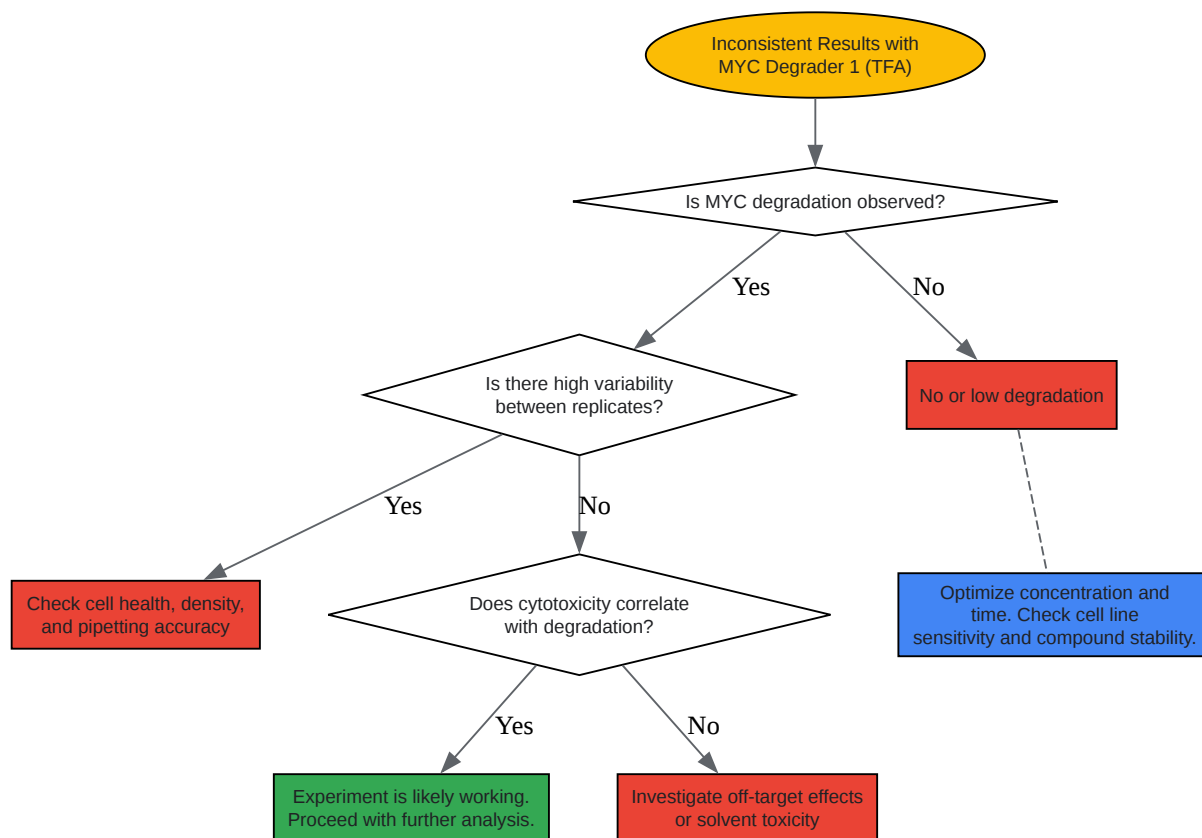 Inconsistent Results with
MYC Degrader 1 (TFA)
Is MYC degradation observed?
Yes
No
Is there high variability
between replicates?
No or low degradation
Yes
No
Check cell health, density,
and pipetting accuracy
Does cytotoxicity correlate
with degradation?
Optimize concentration and
time. Check cell line
sensitivity and compound stability.
Yes
No
Experiment is likely working.
Proceed with further analysis.
Investigate off-target effects
or solvent toxicity